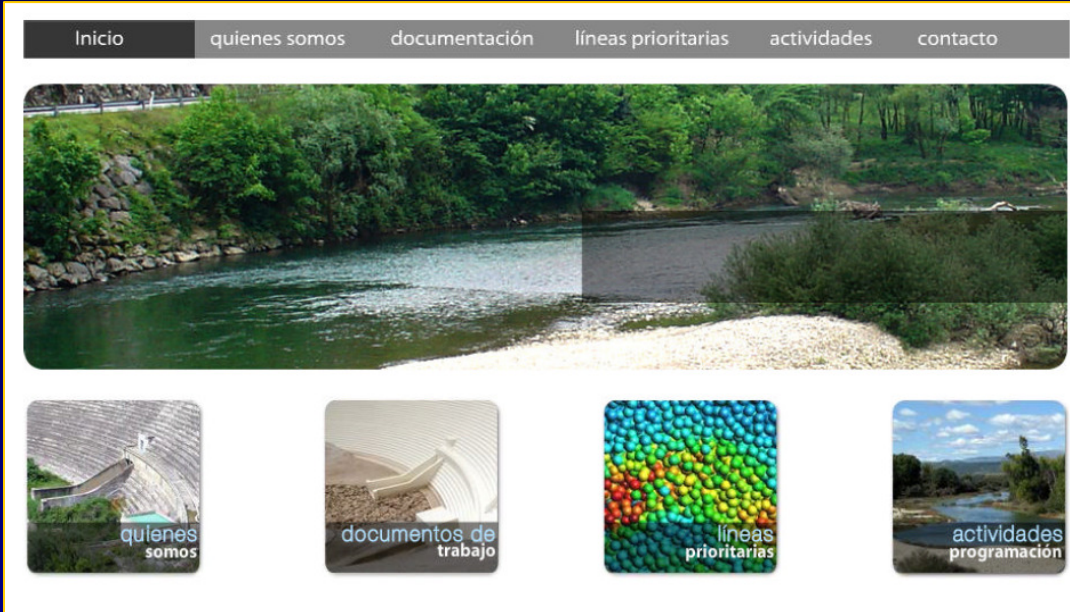 Inicio quienes somos documentación líneas prioritarias actividades contacto
quienes
somos
documentos de
trabajo
líneas
prioritarias
actividades
programación